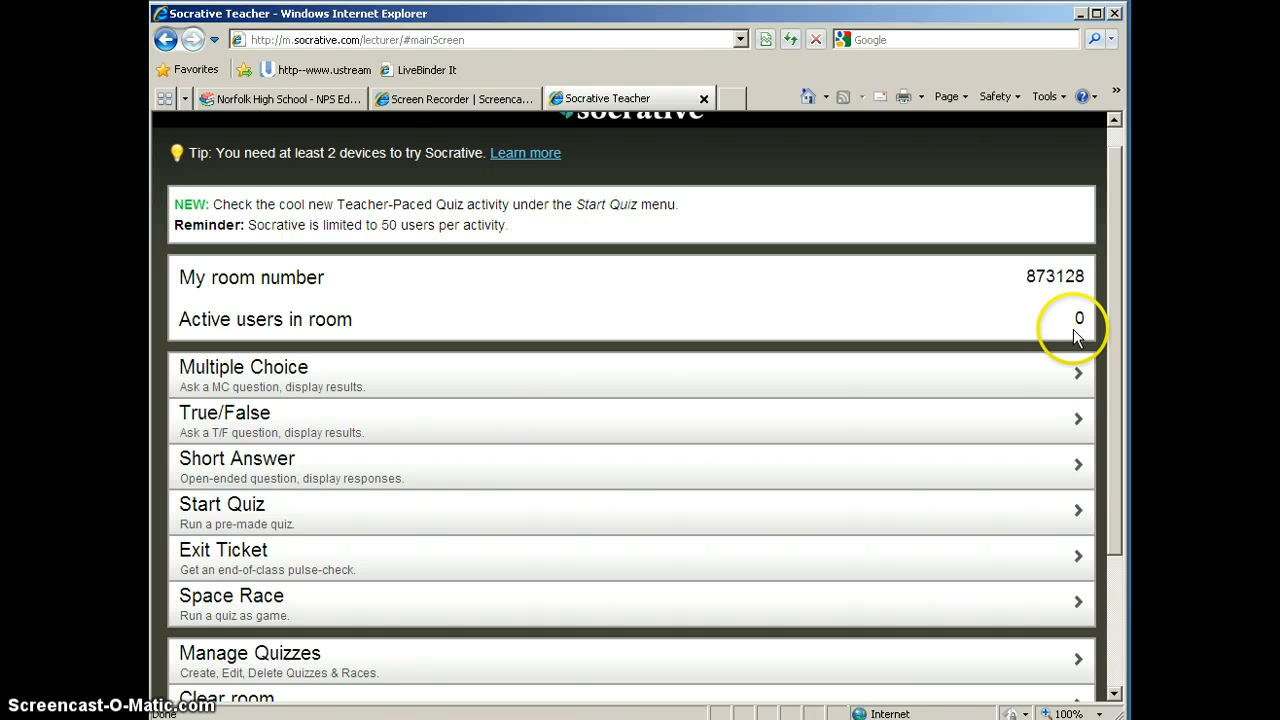 Socrative Teacher - Windows Internet Explorer
http://m.socrative.com/lecturer/#mainScreen
Google
Favorites
http--www.ustream
LiveBinder It
Norfolk High School - NPS Ed...
Screen Recorder | Screenca...
Socrative Teacher
Page
Safety
Tools
socrative
Tip: You need at least 2 devices to try Socrative. Learn more
NEW: Check the cool new Teacher-Paced Quiz activity under the Start Quiz menu.
Reminder: Socrative is limited to 50 users per activity.
My room number 873128
Active users in room 0
Multiple Choice
Ask a MC question, display results.
True/False
Ask a T/F question, display results.
Short Answer
Open-ended question, display responses.
Start Quiz
Run a pre-made quiz.
Exit Ticket
Get an end-of-class pulse-check.
Space Race
Run a quiz as game.
Manage Quizzes
Create, Edit, Delete Quizzes & Races.
Clear room
Screencast-O-Matic.com
Done
Internet
100%